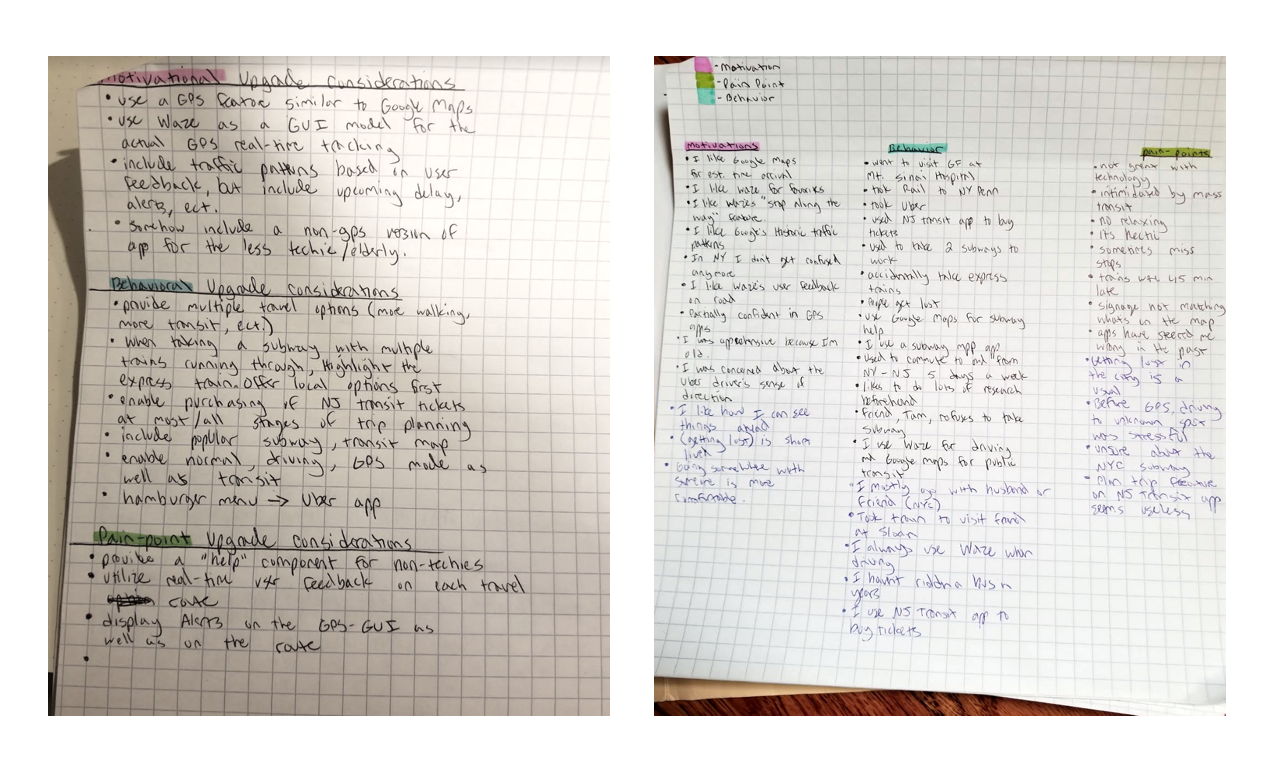 Motivational Upgrade Considerations
• use a GPS feature similar to Google Maps
• use Waze as a GUI model for the
actual GPS real-time tracking
• include traffic patterns based on user
feedback, but include upcoming delay,
alerts, ect.
• somehow include a non-gps version of
app for the less techie/elderly.
Behavioral Upgrade Considerations
• provide multiple travel options (more walking,
more transit, ect.)
• when taking a subway with multiple
trains running through, highlight the
express train. Offer local options first
• enable purchasing of NJ transit tickets
at most/all stages of trip planning
• include popular subway, transit map
• enable normal, driving, GPS mode as
well as transit
• hamburger menu → Uber app
Pain-point Upgrade Considerations
• provide a "help" component for non-techies
• utilize real-time user feedback on each travel
route
• display Alerts on the GPS-GUI as
well as on the route
•
- Motivation
- Pain Point
- Behavior
Motivations
• I like Google Maps
for est. time arrival
• I like waze for favorites
• I like Waze's "stop along the
way" feature
• I like Google's Historic traffic
patterns
• In NY I dont get confused
anymore
• I like Waze's user feedback
on road
• Partially confident in GPS
apps
• I was apprehensive because I'm
old.
• I was concerned about the
Uber driver's sense of
direction
• I like how I can see
things ahead
• (getting lost) is short
lived
• being somewhere with
someone is more
comfortable.
Behavior
• went to visit GF at
Mt. Sinai Hospital
• took Rail to NY Penn
• took Uber
• used NJ transit app to buy
tickets
• used to take 2 subways to
work
• accidentally take express
trains
• People get lost
• use Google Maps for subway
help
• I use a subway map app
• used to commute to and from
NY - NJ 5 days a week
• likes to do lots of research
beforehand
• friend, Tam, refuses to take
subway
• I use Waze for driving
and Google maps for public
transit
• I mostly go with husband or
friend (NYC)
• Took train to visit friend
at Sloan
• I always use Waze when
driving
• I havnt ridden a bus in
years
• I use NJ Transit app to
buy tickets
Pain-points
• not great with
technology
• intimidated by mass
transit
• no relaxing
• its hectic
• sometimes miss
stops
• trains were 45 min
late
• signage not matching
whats on the map
• apps have steered me
wrong in the past
• getting lost in
the city is a
usual
• Before GPS, driving
to unknown spot
was stressful
• unsure about the
NYC subway
• Plan trip feature
on NJ Transit app
seems useless